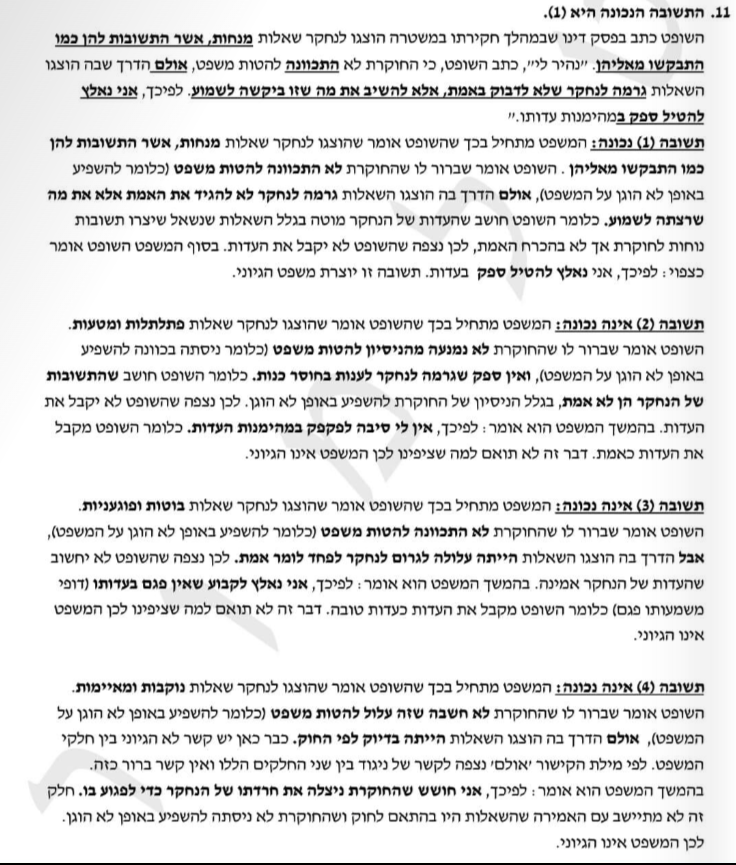 11. התשובה הנכונה היא (1).
השופט כתב בפסק דינו שבמהלך חקירתו במשטרה הוצגו לנחקר שאלות מנחות, אשר התשובות להן כמו
התבקשו מאליהן. "נהיר לי", כתב השופט, כי החוקרת לא התכוונה להטות משפט, אולם הדרך שבה הוצגו
השאלות גרמה לנחקר שלא לדבוק באמת, אלא להשיב את מה שזו ביקשה לשמוע. לפיכך, אני נאלץ
להטיל ספק במהימנות עדותו."
תשובה (1) נכונה: המשפט מתחיל בכך שהשופט אומר שהוצגו לנחקר שאלות מנחות, אשר התשובות להן
כמו התבקשו מאליהן. השופט אומר שברור לו שהחוקרת לא התכוונה להטות משפט (כלומר להשפיע
באופן לא הוגן על המשפט), אולם הדרך בה הוצגו השאלות גרמה לנחקר לא להגיד את האמת אלא את מה
שרצתה לשמוע. כלומר השופט חושב שהעדות של הנחקר מוטה בגלל השאלות שנשאל שיצרו תשובות
נוחות לחוקרת אך לא בהכרח האמת, לכן נצפה שהשופט לא יקבל את העדות. בסוף המשפט השופט אומר
כצפוי: לפיכך, אני נאלץ להטיל ספק בעדות. תשובה זו יוצרת משפט הגיוני.
תשובה (2) אינה נכונה: המשפט מתחיל בכך שהשופט אומר שהוצגו לנחקר שאלות פתלתלות ומטעות.
השופט אומר שברור לו שהחוקרת לא נמנעה מהניסיון להטות משפט (כלומר ניסתה בכוונה להשפיע
באופן לא הוגן על המשפט), ואין ספק שגרמה לנחקר לענות בחוסר כנות. כלומר השופט חושב שהתשובות
של הנחקר הן לא אמת, בגלל הניסיון של החוקרת להשפיע באופן לא הוגן. לכן נצפה שהשופט לא יקבל את
העדות. בהמשך המשפט הוא אומר: לפיכך, אין לי סיבה לפקפק במהימנות העדות. כלומר השופט מקבל
את העדות כאמת. דבר זה לא תואם למה שציפינו לכן המשפט אינו הגיוני.
תשובה (3) אינה נכונה: המשפט מתחיל בכך שהשופט אומר שהוצגו לנחקר שאלות בוטות ופוגעניות.
השופט אומר שברור לו שהחוקרת לא התכוונה להטות משפט (כלומר להשפיע באופן לא הוגן על המשפט),
אבל הדרך בה הוצגו השאלות הייתה עלולה לגרום לנחקר לפחד לומר אמת. לכן נצפה שהשופט לא יחשוב
שהעדות של הנחקר אמינה. בהמשך המשפט הוא אומר: לפיכך, אני נאלץ לקבוע שאין פגם בעדותו (דופי
משמעותו פגם) כלומר השופט מקבל את העדות כעדות טובה. דבר זה לא תואם למה שציפינו לכן המשפט
אינו הגיוני.
תשובה (4) אינה נכונה: המשפט מתחיל בכך שהשופט אומר שהוצגו לנחקר שאלות נוקבות ומאיימות.
השופט אומר שברור לו שהחוקרת לא חשבה שזה עלול להטות משפט (כלומר להשפיע באופן לא הוגן על
המשפט), אולם הדרך בה הוצגו השאלות הייתה בדיוק לפי החוק. כבר כאן יש קשר לא הגיוני בין חלקי
המשפט. לפי מילת הקישור 'אולם' נצפה לקשר של ניגוד בין שני החלקים הללו ואין קשר ברור כזה.
בהמשך המשפט הוא אומר: לפיכך, אני חושש שהחוקרת ניצלה את חרדתו של הנחקר כדי לפגוע בו. חלק
זה לא מתיישב עם האמירה שהשאלות היו בהתאם לחוק ושהחוקרת לא ניסתה להשפיע באופן לא הוגן.
לכן המשפט אינו הגיוני.